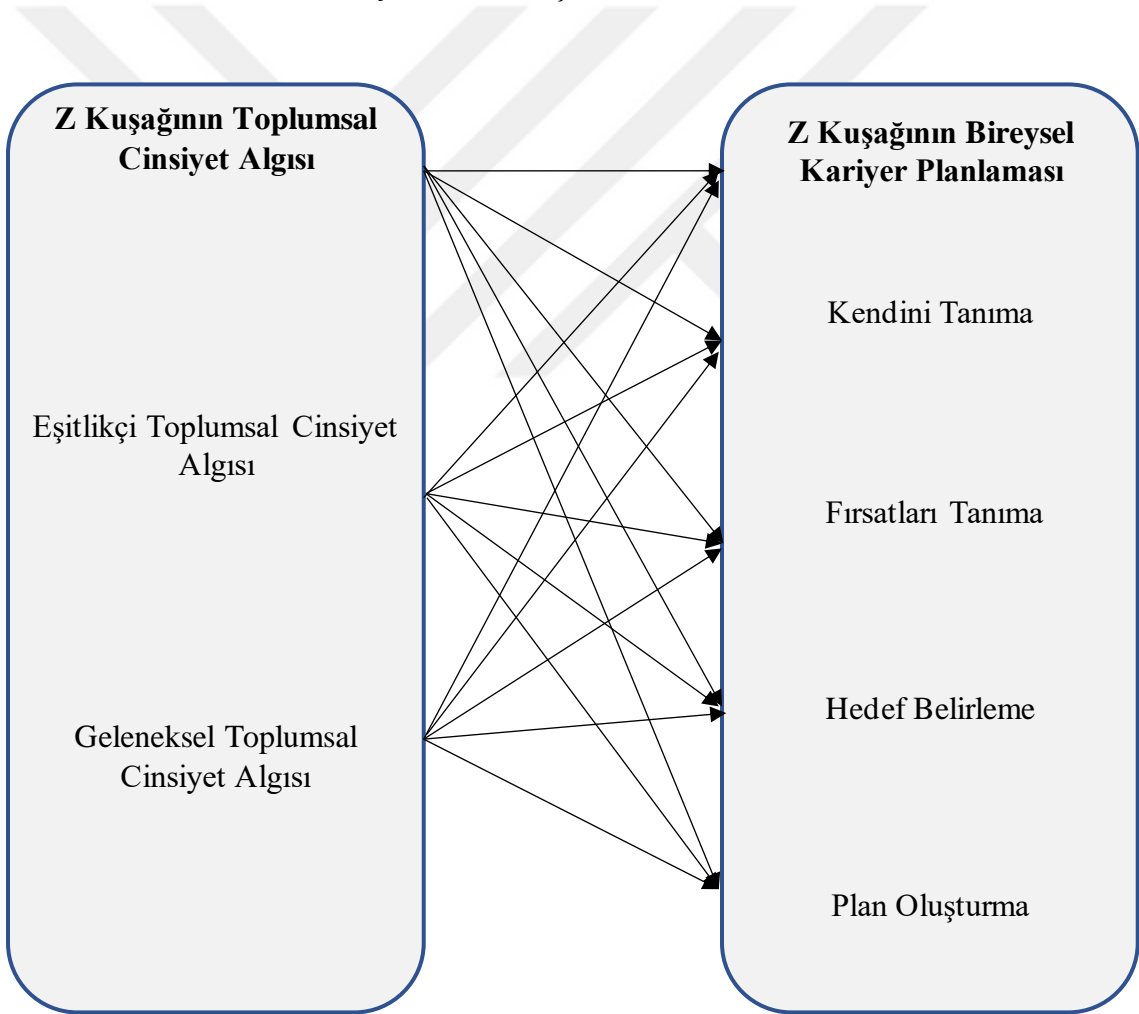 Z Kuşağının Toplumsal
Cinsiyet Algısı
Eşitlikçi Toplumsal Cinsiyet
Algısı
Geleneksel Toplumsal
Cinsiyet Algısı
Z Kuşağının Bireysel
Kariyer Planlaması
Kendini Tanıma
Fırsatları Tanıma
Hedef Belirleme
Plan Oluşturma